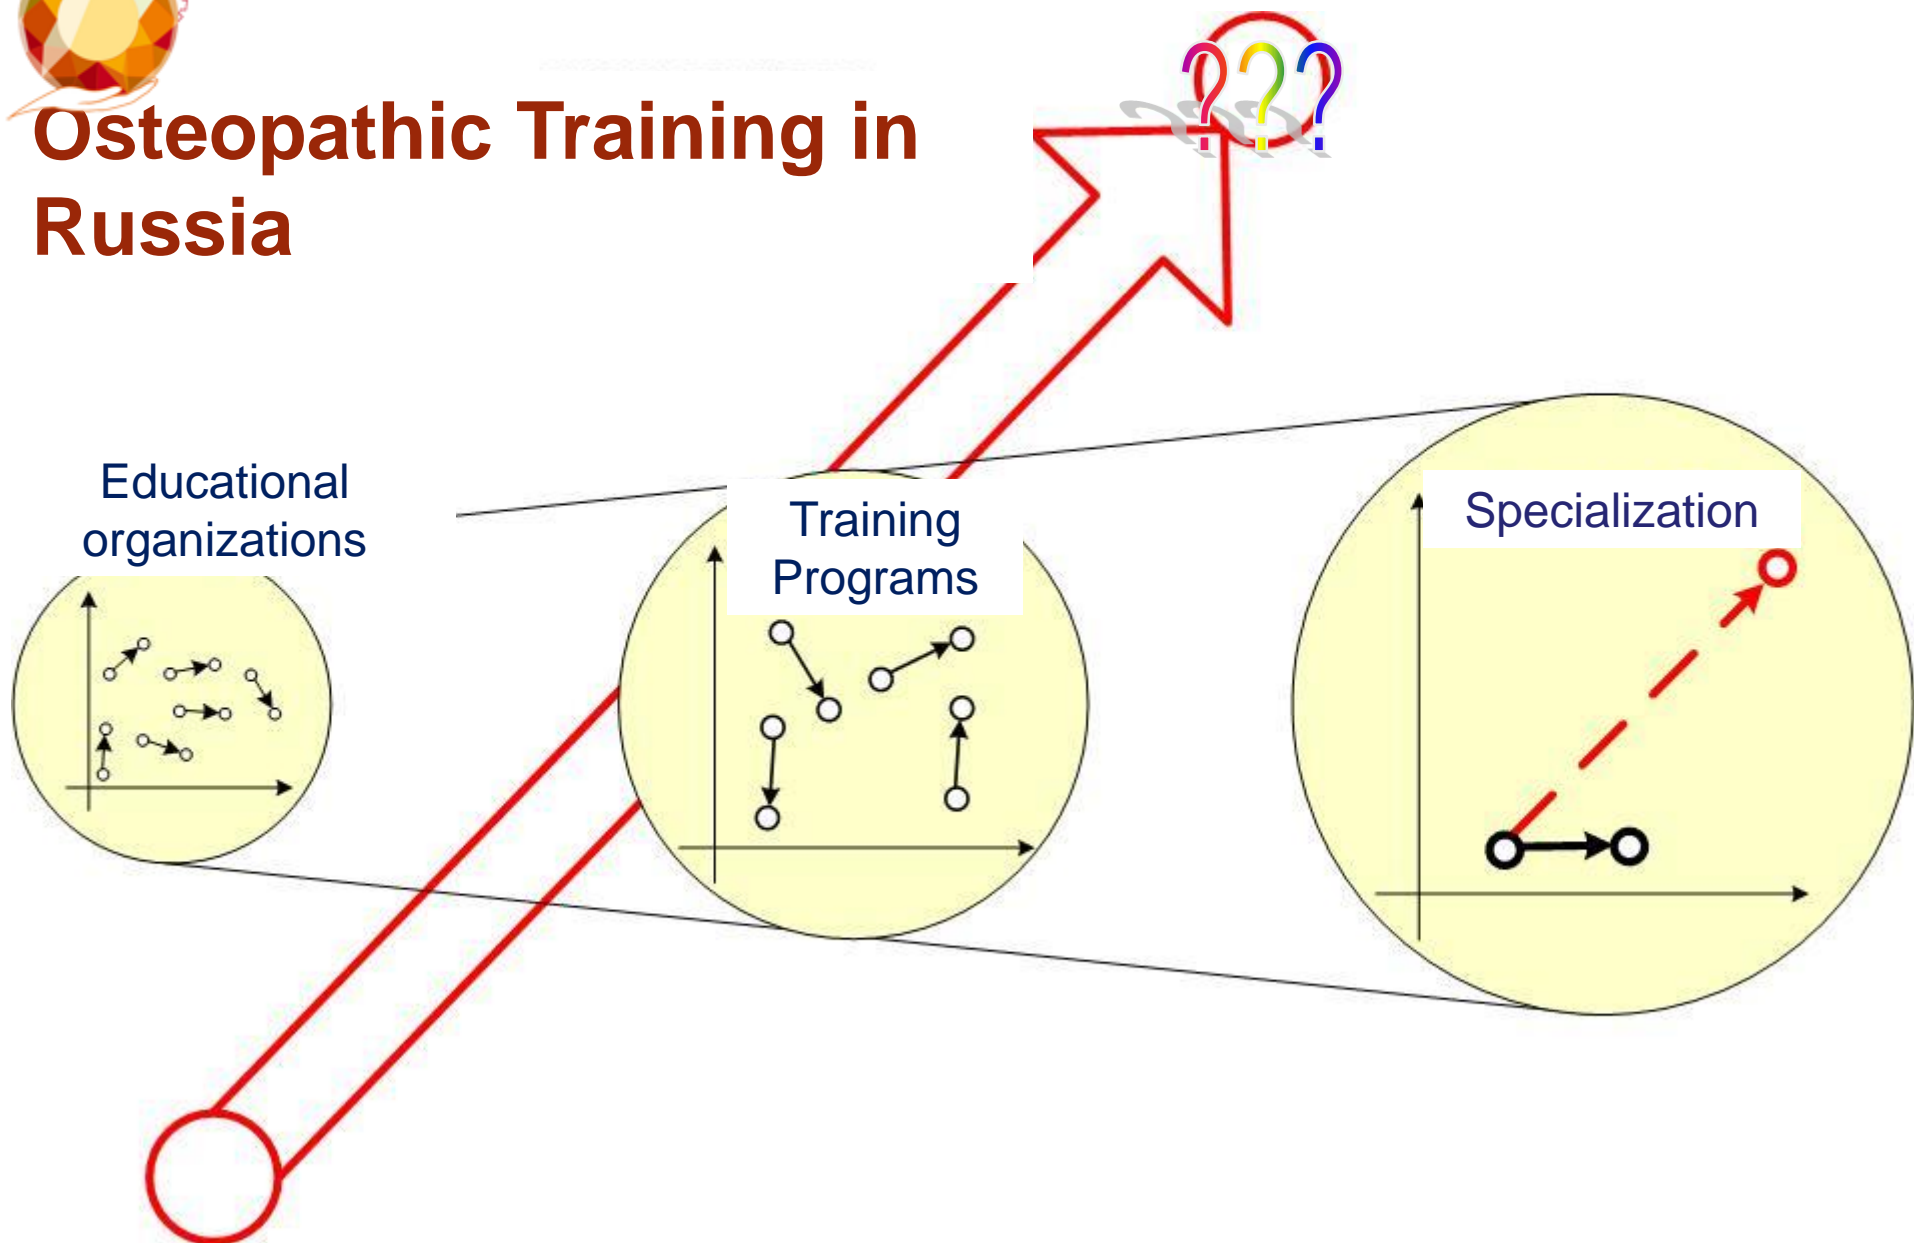 Osteopathic Training in
Russia
???
Educational
organizations
Training
Programs
Specialization